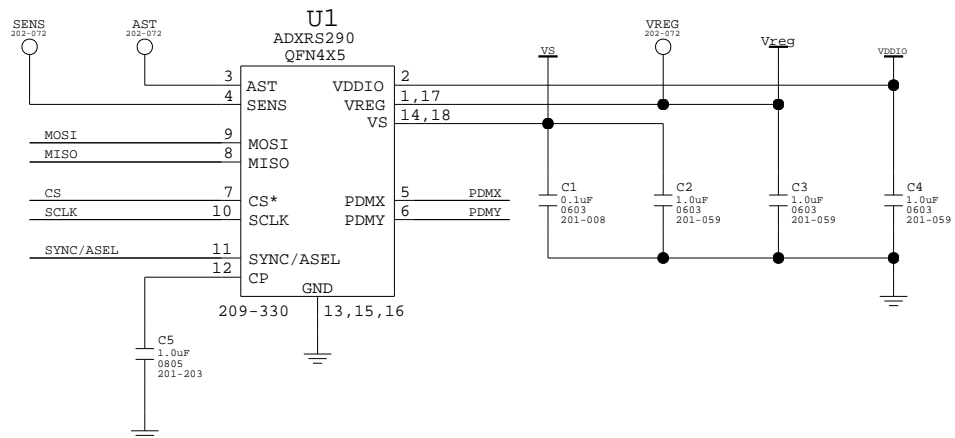 U1
ADXRS290
QFN4X5
SENS
202-072
AST
202-072
VS
VREG
202-072
Vreg
VDDIO
3 AST
4 SENS
VDDIO 2
VREG 1,17
VS 14,18
MOSI 9 MOSI
MISO 8 MISO
CS 7 CS*
SCLK 10 SCLK
PDMX 5 PDMX
PDMY 6 PDMY
SYNC/ASEL 11 SYNC/ASEL
12 CP
GND
209-330
13,15,16
C1
0.1uF
0603
201-008
C2
1.0uF
0603
201-059
C3
1.0uF
0603
201-059
C4
1.0uF
0603
201-059
C5
1.0uF
0805
201-203